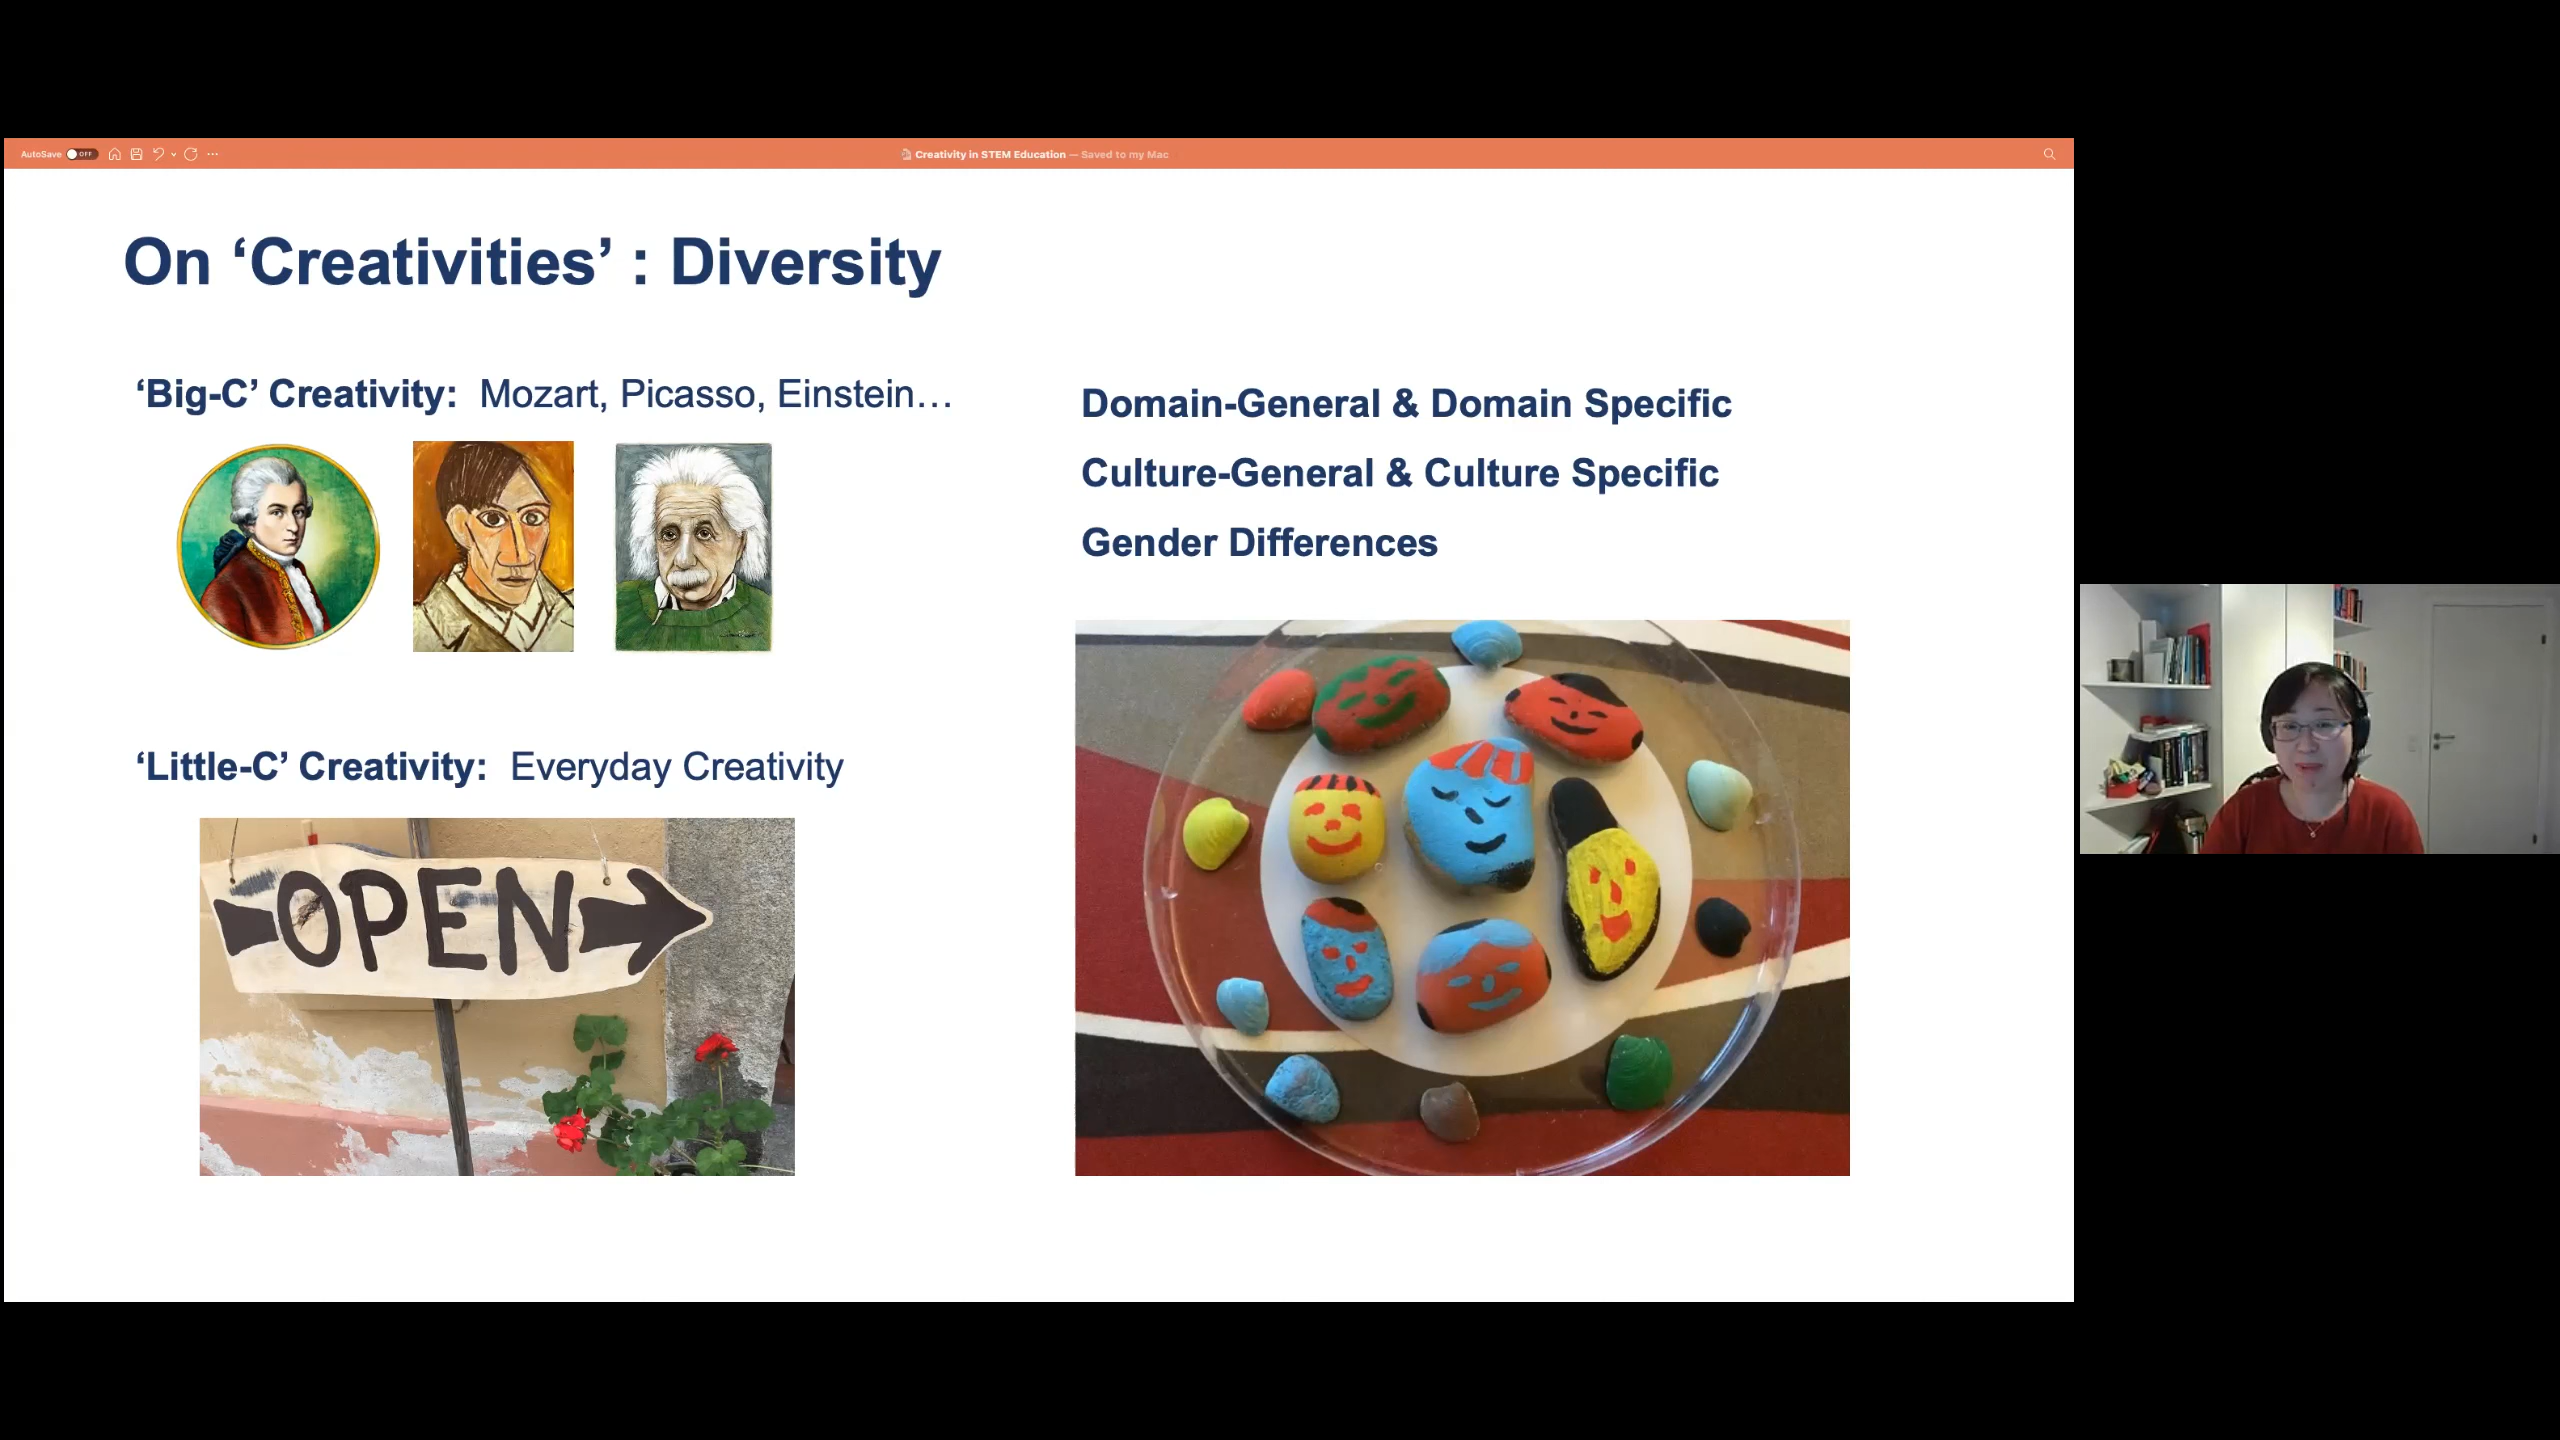 AutoSave OFF
Creativity in STEM Education — Saved to my Mac
On ‘Creativities’ : Diversity
‘Big-C’ Creativity: Mozart, Picasso, Einstein…
‘Little-C’ Creativity: Everyday Creativity
OPEN
Domain-General & Domain Specific
Culture-General & Culture Specific
Gender Differences